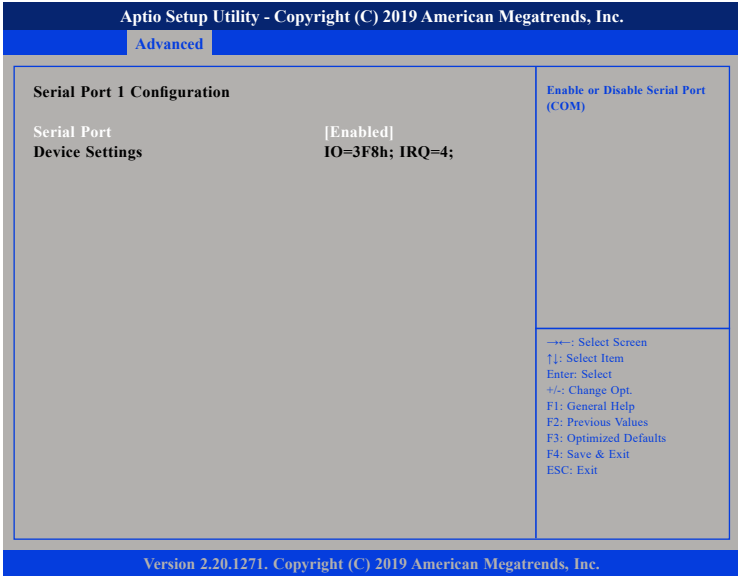 Aptio Setup Utility - Copyright (C) 2019 American Megatrends, Inc.
Advanced
Serial Port 1 Configuration
Serial Port [Enabled]
Device Settings IO=3F8h; IRQ=4;
Enable or Disable Serial Port
(COM)
→←: Select Screen
↑↓: Select Item
Enter: Select
+/-: Change Opt.
F1: General Help
F2: Previous Values
F3: Optimized Defaults
F4: Save & Exit
ESC: Exit
Version 2.20.1271. Copyright (C) 2019 American Megatrends, Inc.